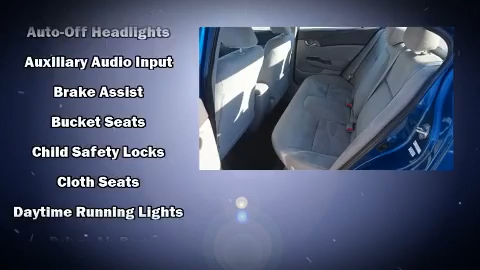 Auto-Off Headlights
Auxiliary Audio Input
Brake Assist
Bucket Seats
Child Safety Locks
Cloth Seats
Daytime Running Lights